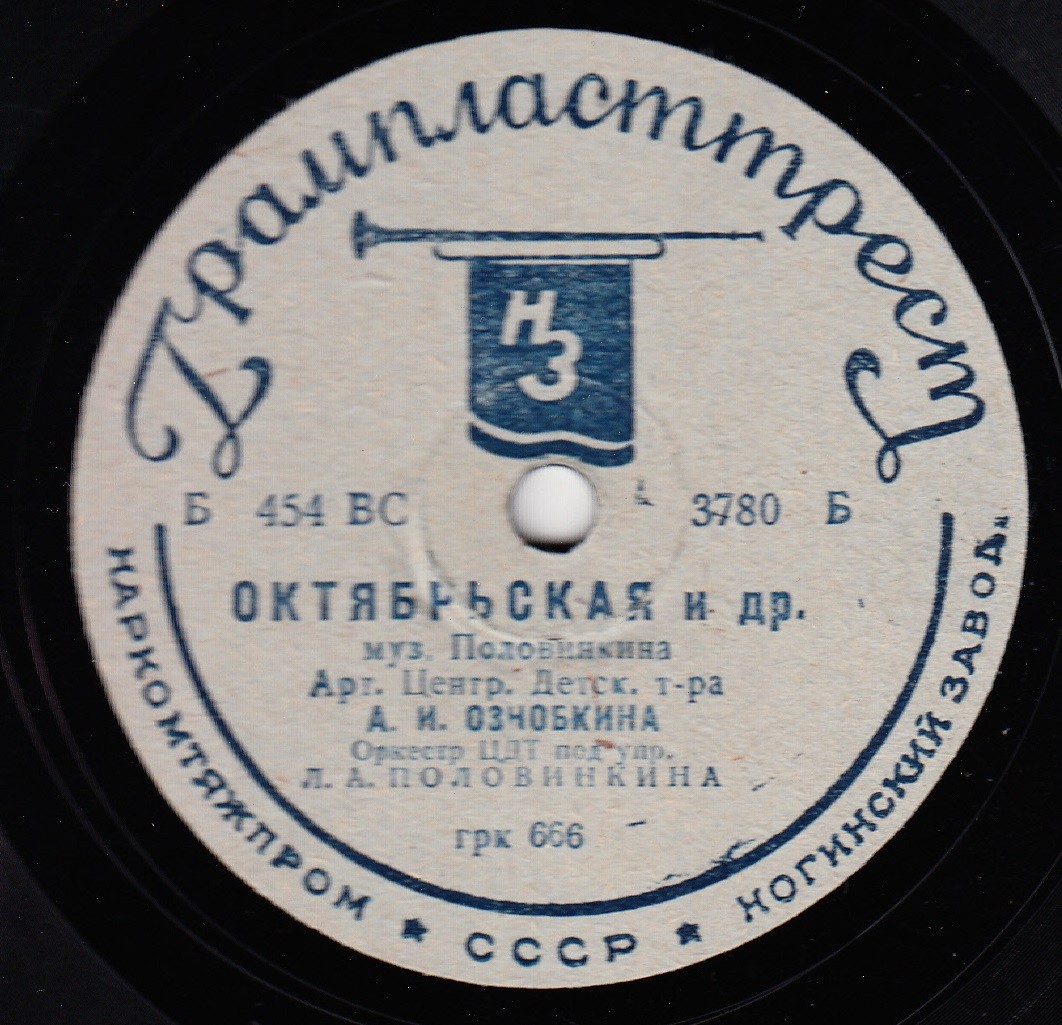 Грампласттрест
НЗ
Б 454 ВС 3780 Б
ОКТЯБРЬСКАЯ и др.
муз. Половинкина
Арт. Центр. Детск. т-ра
А. И. ОЗЧОБКИНА
Оркестр ЦДТ под упр.
Л. А. ПОЛОВИНКИНА
грк 666
НАРКОМТЯЖПРОМ ★ СССР ★ НОГИНСКИЙ ЗАВОД